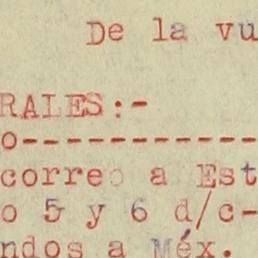 De la vu
RALES:-
o-----------
correo a Est
o 5 y 6 d/c-
ndos a Méx.